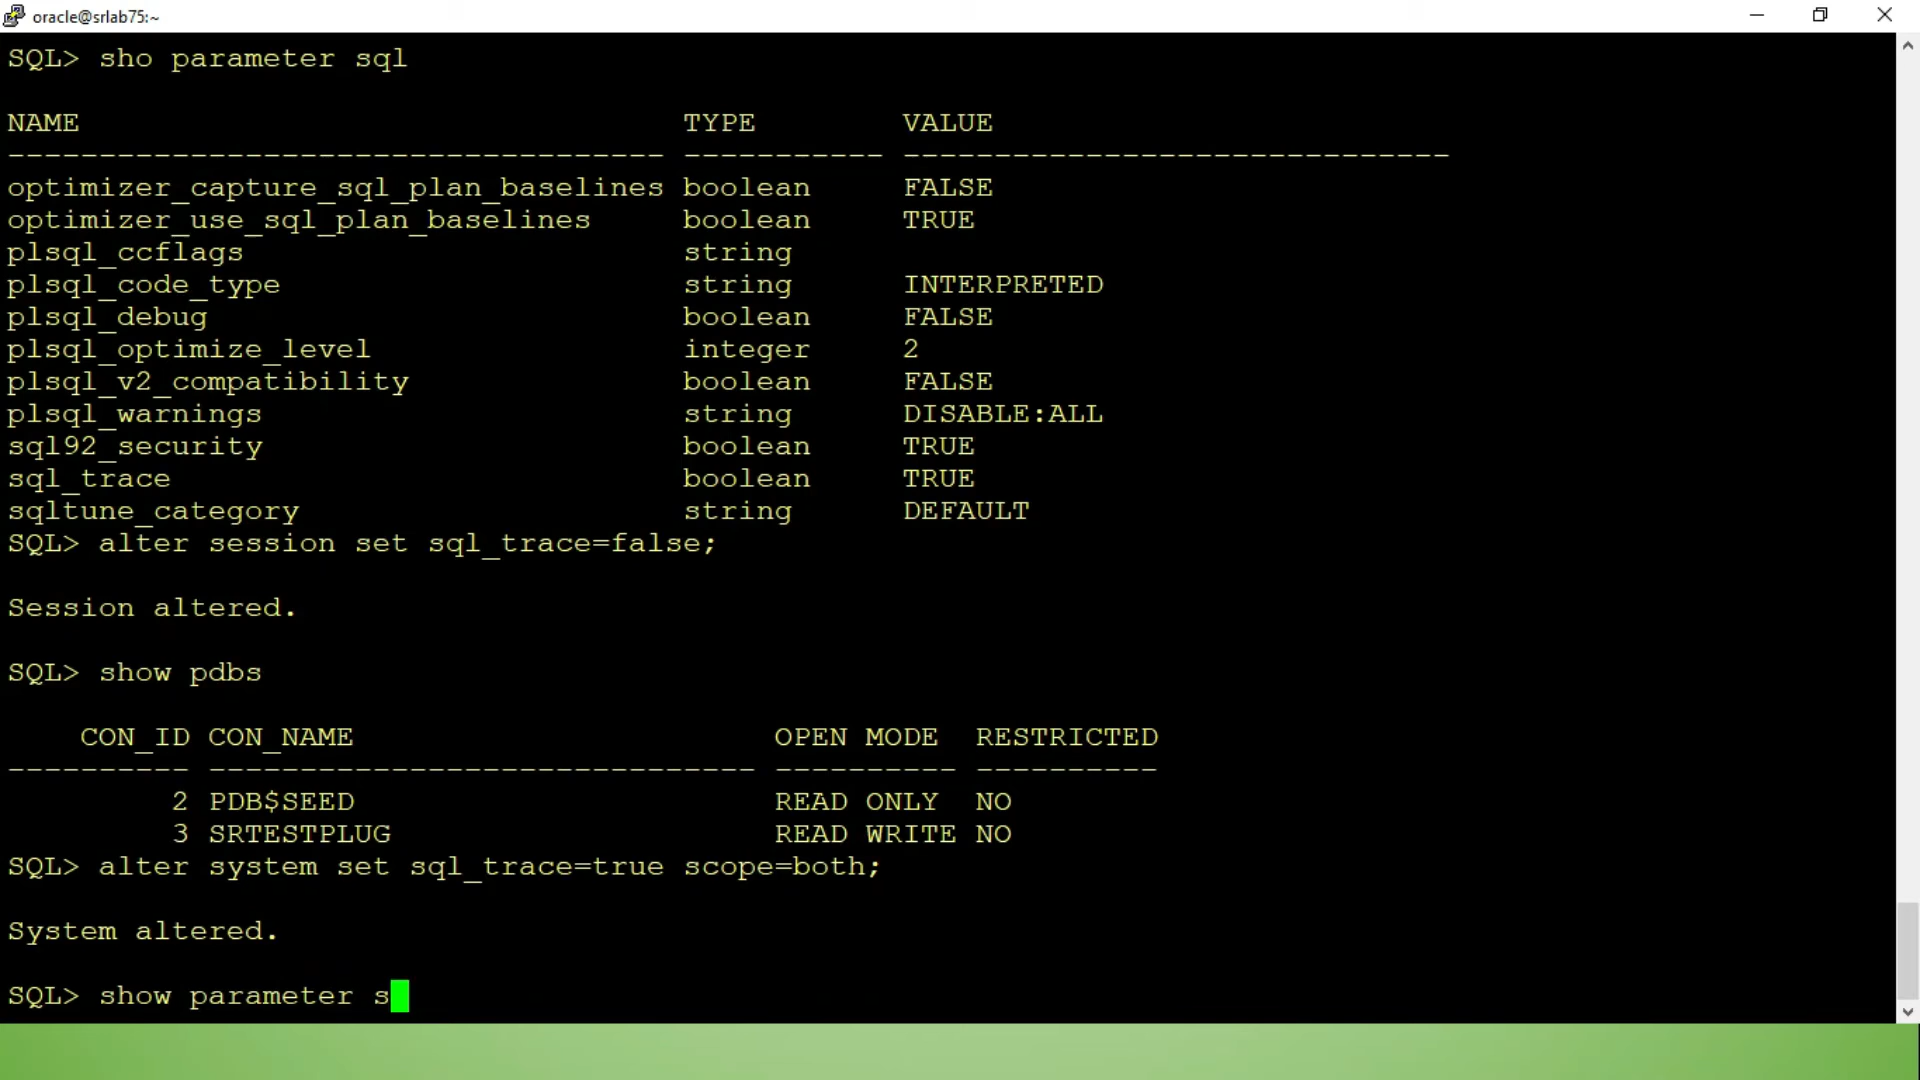 oracle@srlab75:~
SQL> sho parameter sql
NAME                                 TYPE        VALUE
------------------------------------ ----------- ------------------------------
optimizer_capture_sql_plan_baselines boolean     FALSE
optimizer_use_sql_plan_baselines     boolean     TRUE
plsql_ccflags                        string
plsql_code_type                      string      INTERPRETED
plsql_debug                          boolean     FALSE
plsql_optimize_level                 integer     2
plsql_v2_compatibility               boolean     FALSE
plsql_warnings                       string      DISABLE:ALL
sql92_security                       boolean     TRUE
sql_trace                            boolean     TRUE
sqltune_category                     string      DEFAULT
SQL> alter session set sql_trace=false;
Session altered.
SQL> show pdbs
    CON_ID CON_NAME                       OPEN MODE  RESTRICTED
---------- ------------------------------ ---------- ----------
         2 PDB$SEED                       READ ONLY  NO
         3 SRTESTPLUG                     READ WRITE NO
SQL> alter system set sql_trace=true scope=both;
System altered.
SQL> show parameter s